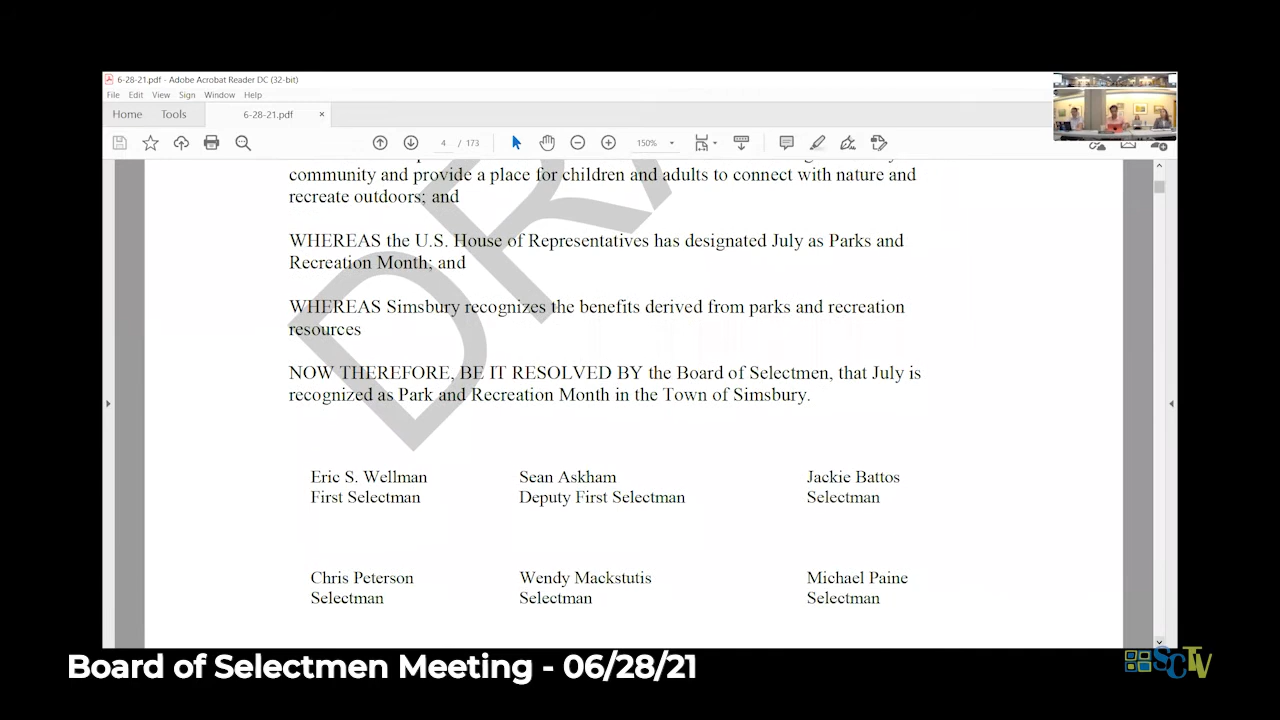 6-28-21.pdf - Adobe Acrobat Reader DC (32-bit)
File Edit View Sign Window Help
Home Tools 6-28-21.pdf ×
4 / 173 150%
community and provide a place for children and adults to connect with nature and
recreate outdoors; and
WHEREAS the U.S. House of Representatives has designated July as Parks and
Recreation Month; and
WHEREAS Simsbury recognizes the benefits derived from parks and recreation
resources
NOW THEREFORE, BE IT RESOLVED BY the Board of Selectmen, that July is
recognized as Park and Recreation Month in the Town of Simsbury.
Eric S. Wellman Sean Askham Jackie Battos
First Selectman Deputy First Selectman Selectman
Chris Peterson Wendy Mackstutis Michael Paine
Selectman Selectman Selectman
Board of Selectmen Meeting - 06/28/21
SCTV